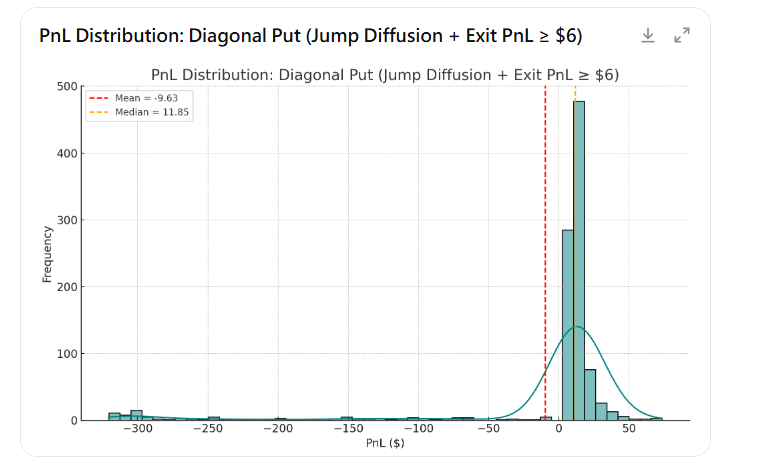 PnL Distribution: Diagonal Put (Jump Diffusion + Exit PnL ≥ $6)
PnL Distribution: Diagonal Put (Jump Diffusion + Exit PnL ≥ $6)
Mean = -9.63
Median = 11.85
Frequency
500
400
300
200
100
0
−300
−250
−200
−150
−100
−50
0
50
PnL ($)